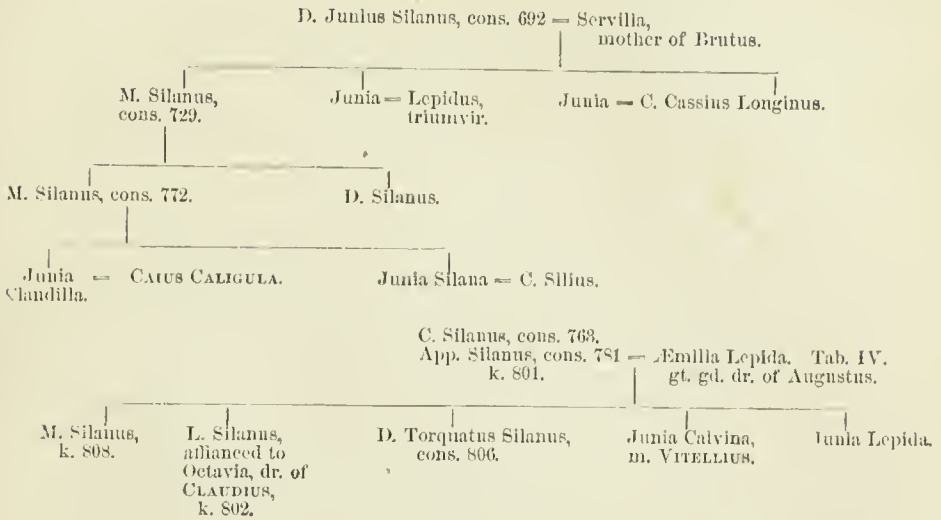 D. Junius Silanus, cons. 692 = Servilia,
mother of Brutus.
M. Silanus,
cons. 729.
Junia = Lepidus,
triumvir.
Junia = C. Cassius Longinus.
M. Silanus, cons. 772.
D. Silanus.
Junia
Claudilla.
= CAIUS CALIGULA.
Junia Silana = C. Silius.
C. Silanus, cons. 763.
App. Silanus, cons. 781 = Æmilia Lepida. Tab. IV.
k. 801.
gt. gd. dr. of Augustus.
M. Silanus,
k. 808.
L. Silanus,
affianced to
Octavia, dr. of
CLAUDIUS,
k. 802.
D. Torquatus Silanus,
cons. 806.
Junia Calvina,
m. VITELLIUS.
Junia Lepida.